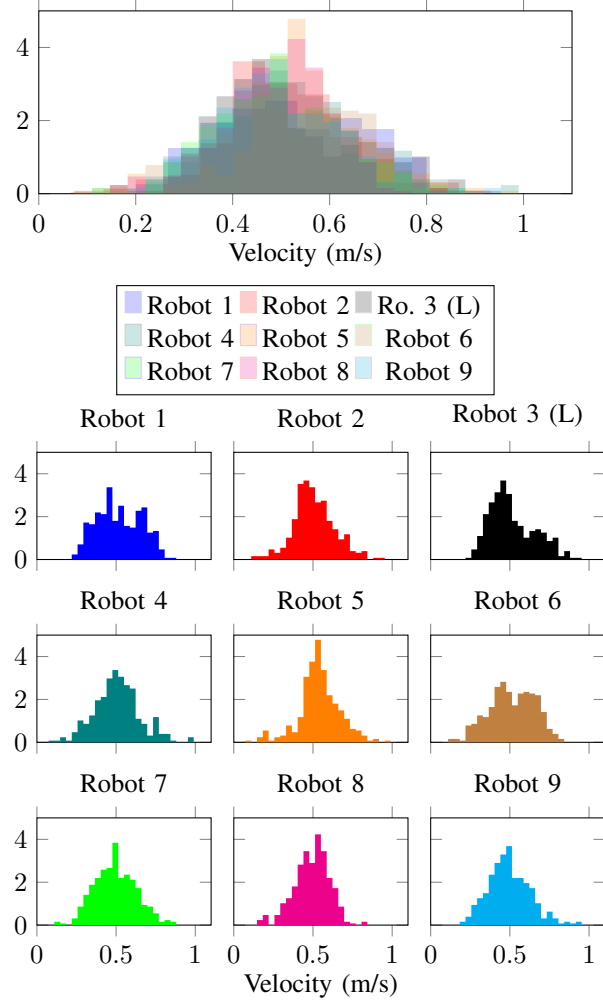 4
2
0
0 0.2 0.4 0.6 0.8 1
Velocity (m/s)
Robot 1 Robot 2 Ro. 3 (L)
Robot 4 Robot 5 Robot 6
Robot 7 Robot 8 Robot 9
Robot 1 Robot 2 Robot 3 (L)
4
2
0
Robot 4 Robot 5 Robot 6
4
2
0
Robot 7 Robot 8 Robot 9
4
2
0
0 0.5 1 0 0.5 1 0 0.5 1
Velocity (m/s)